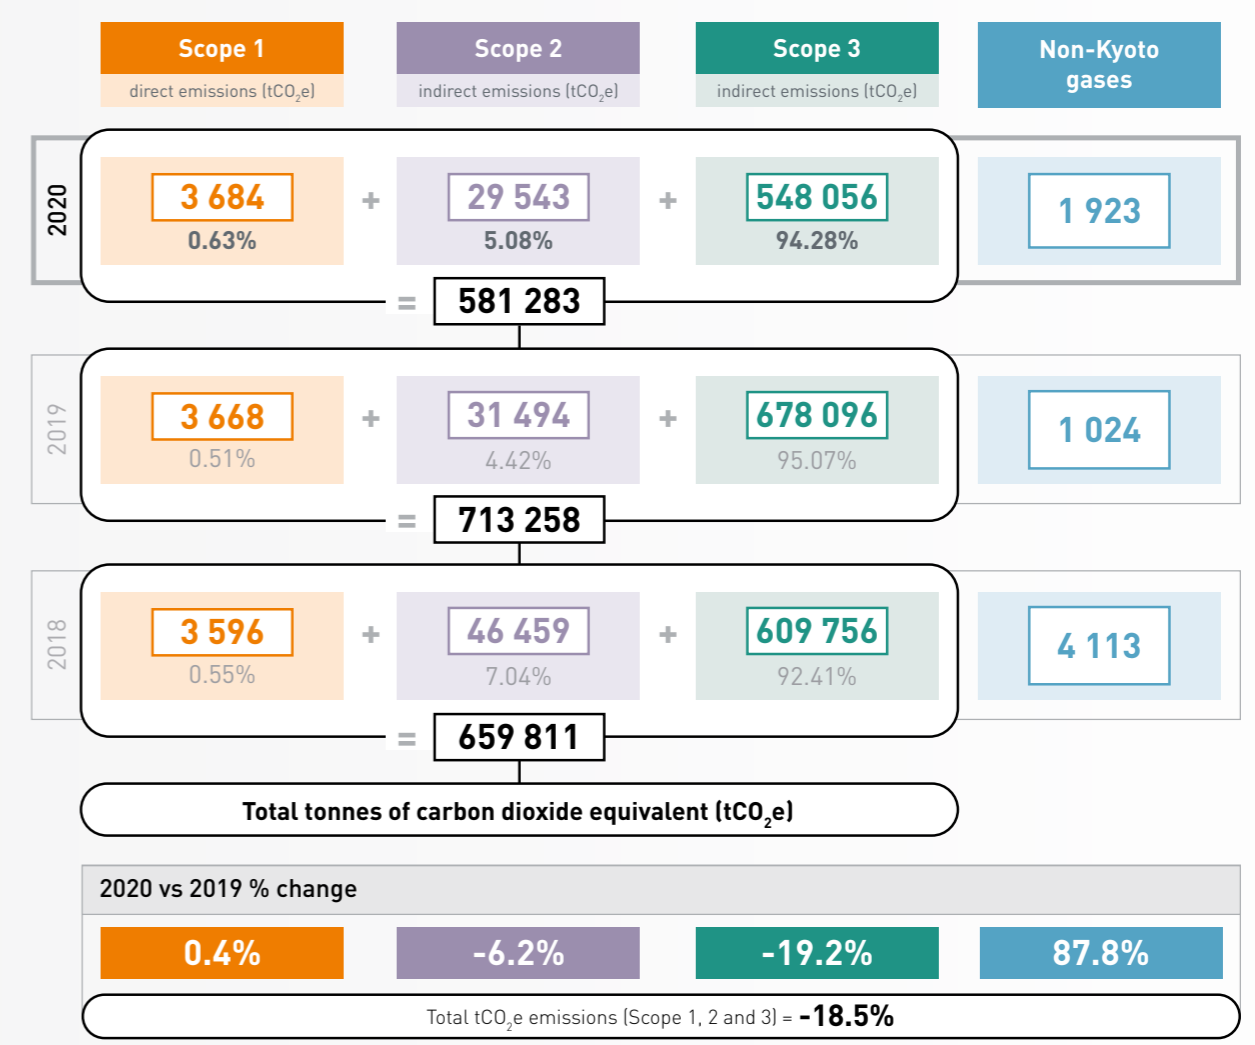 Scope 1
direct emissions (tCO₂e)
Scope 2
indirect emissions (tCO₂e)
Scope 3
indirect emissions (tCO₂e)
Non-Kyoto
gases
2020
3 684
0.63%
+
29 543
5.08%
+
548 056
94.28%
1 923
= 581 283
2019
3 668
0.51%
+
31 494
4.42%
+
678 096
95.07%
1 024
= 713 258
2018
3 596
0.55%
+
46 459
7.04%
+
609 756
92.41%
4 113
= 659 811
Total tonnes of carbon dioxide equivalent (tCO₂e)
2020 vs 2019 % change
0.4%
-6.2%
-19.2%
87.8%
Total tCO₂e emissions (Scope 1, 2 and 3) = -18.5%